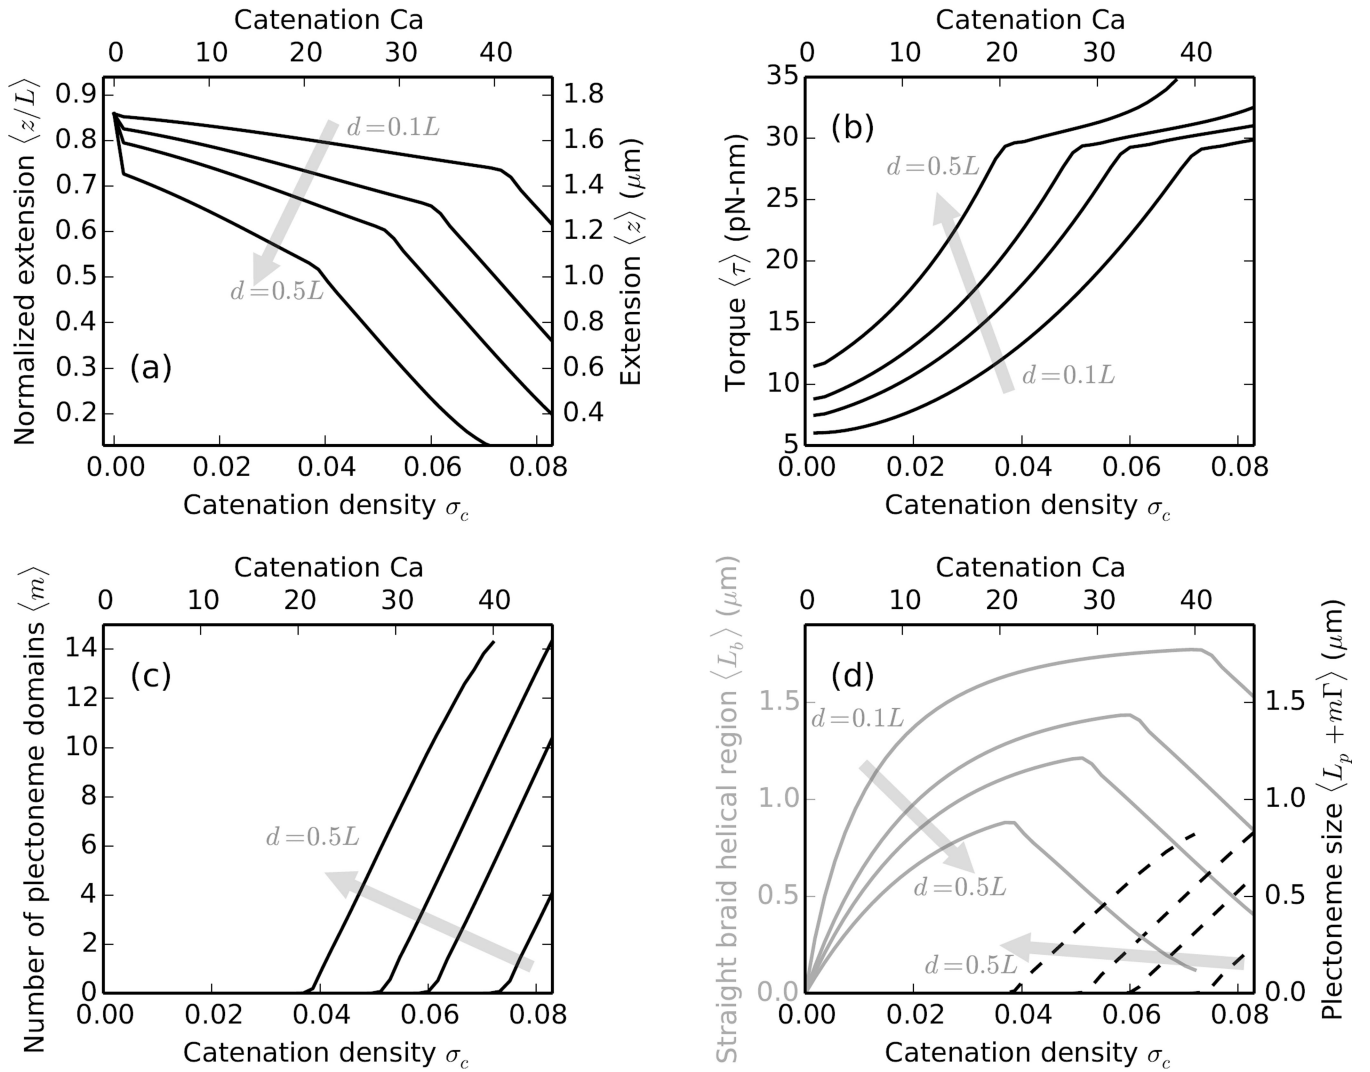 Catenation Ca
0 10 20 30 40
Normalized extension ⟨z/L⟩
0.9
0.8
0.7
0.6
0.5
0.4
0.3
0.2
d=0.1L
d=0.5L
(a)
1.8
1.6
1.4
1.2
1.0
0.8
0.6
0.4
Extension ⟨z⟩ (μm)
0.00 0.02 0.04 0.06 0.08
Catenation density σc
Catenation Ca
0 10 20 30 40
Torque ⟨τ⟩ (pN-nm)
35
30
25
20
15
10
5
(b)
d=0.5L
d=0.1L
0.00 0.02 0.04 0.06 0.08
Catenation density σc
Catenation Ca
0 10 20 30 40
Number of plectoneme domains ⟨m⟩
14
12
10
8
6
4
2
0
(c)
d=0.5L
0.00 0.02 0.04 0.06 0.08
Catenation density σc
Catenation Ca
0 10 20 30 40
Straight braid helical region ⟨Lb⟩ (μm)
1.5
1.0
0.5
0.0
(d)
d=0.1L
d=0.5L
d=0.5L
1.5
1.0
0.5
0.0
Plectoneme size ⟨Lp +mΓ⟩ (μm)
0.00 0.02 0.04 0.06 0.08
Catenation density σc